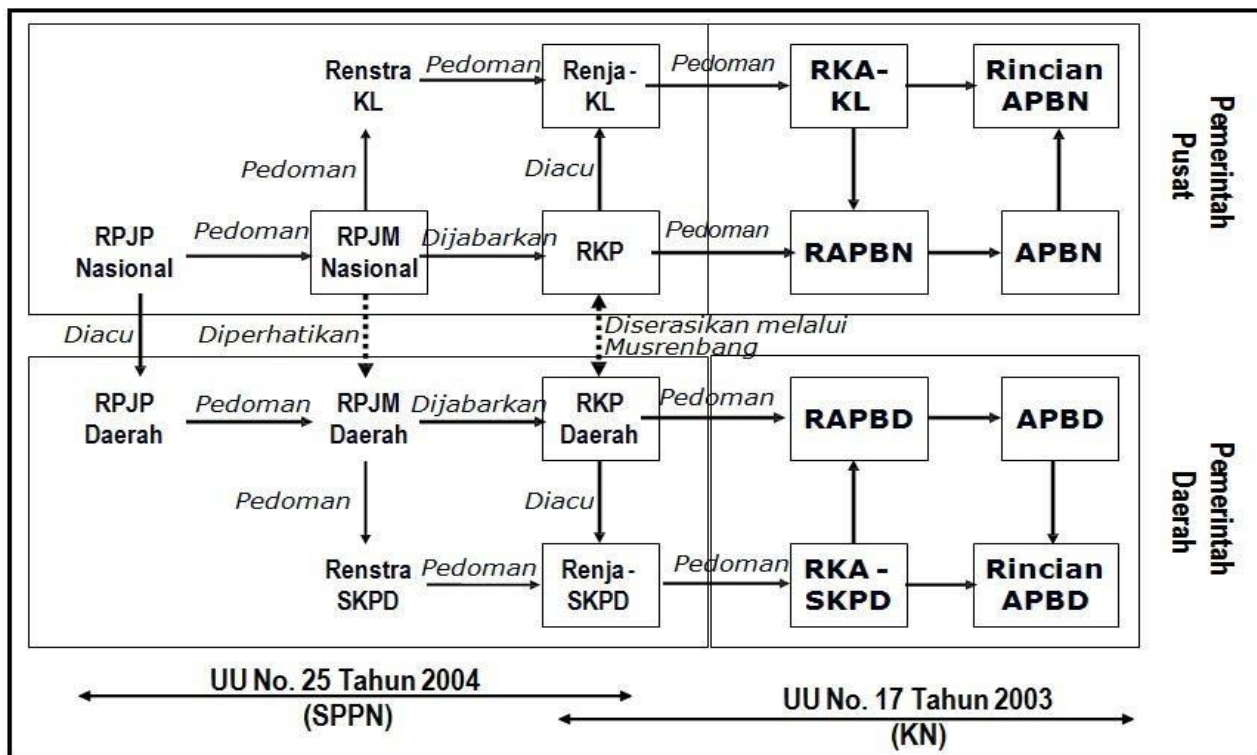 Renstra
KL
Pedoman
Renja-
KL
Pedoman
RKA-
KL
Rincian
APBN
Pemerintah
Pusat
Pedoman
Diacu
RPJP
Nasional
Pedoman
RPJM
Nasional
Dijabarkan
RKP
Pedoman
RAPBN
APBN
Diacu
Diperhatikan
Diserasikan melalui
Musrenbang
RPJP
Daerah
Pedoman
RPJM
Daerah
Dijabarkan
RKP
Daerah
Pedoman
RAPBD
APBD
Pemerintah
Daerah
Pedoman
Diacu
Renstra
SKPD
Pedoman
Renja-
SKPD
Pedoman
RKA -
SKPD
Rincian
APBD
UU No. 25 Tahun 2004
(SPPN)
UU No. 17 Tahun 2003
(KN)